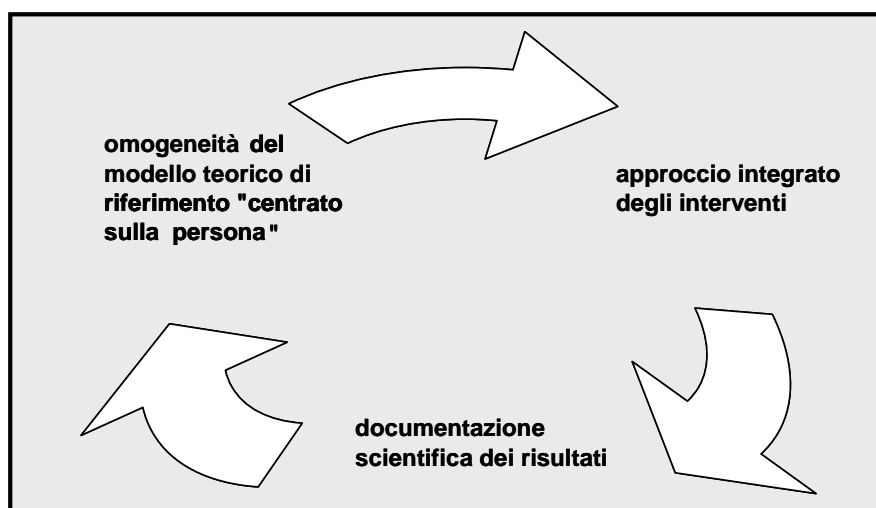 omogeneità del
modello teorico di
riferimento "centrato
sulla persona"
approccio integrato
degli interventi
documentazione
scientifica dei risultati